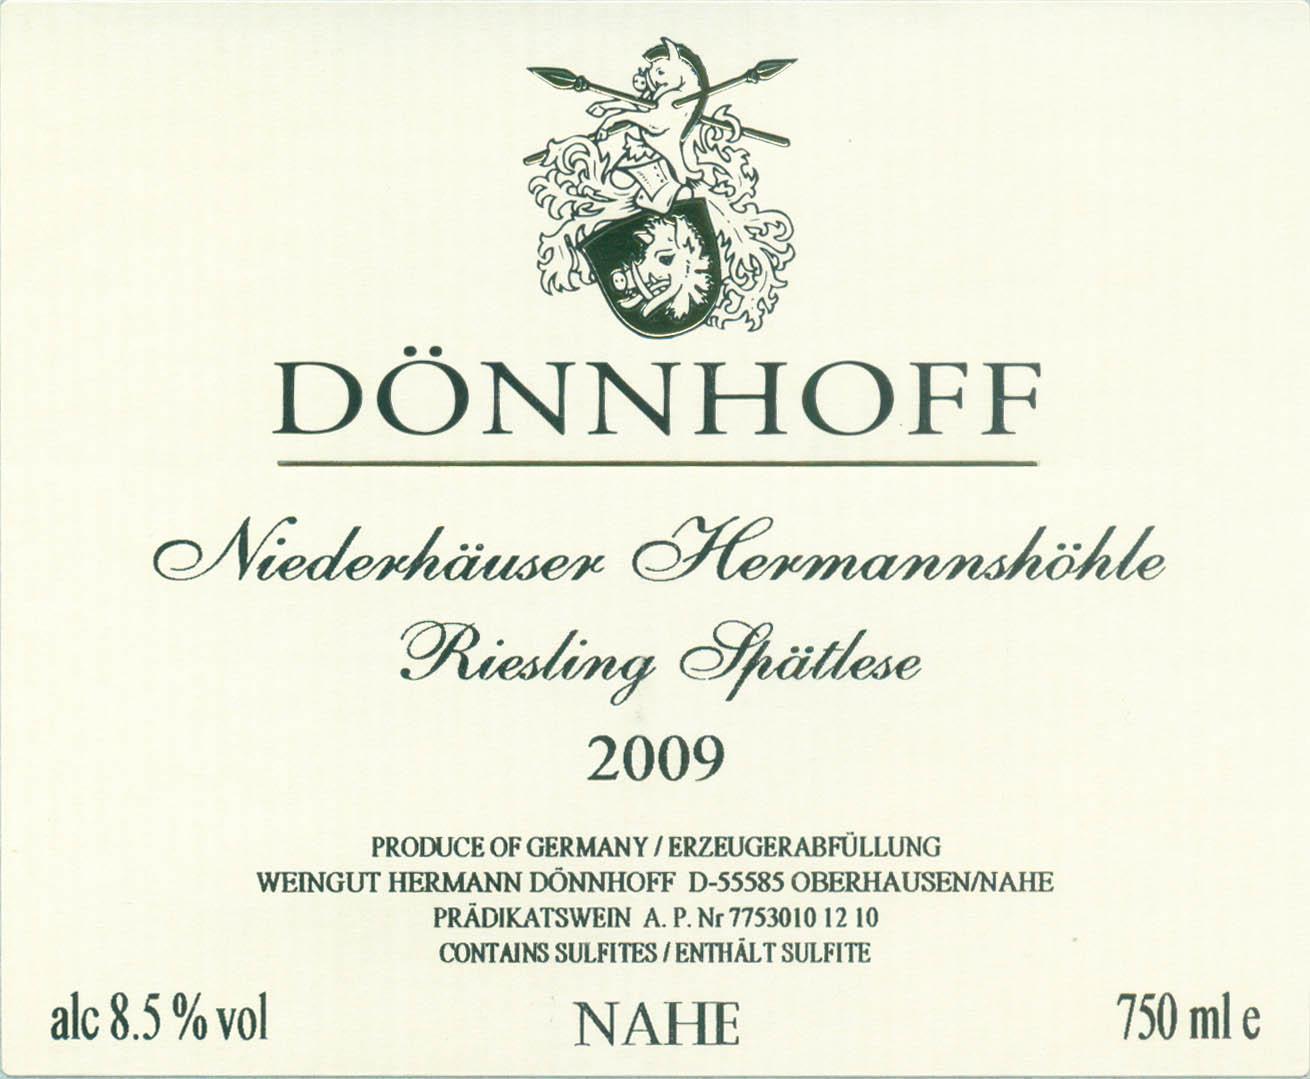 DÖNNHOFF
Niederhäuser Hermannshöhle
Riesling Spätlese
2009
PRODUCE OF GERMANY / ERZEUGERABFÜLLUNG
WEINGUT HERMANN DÖNNHOFF D-55585 OBERHAUSEN/NAHE
PRÄDIKATSWEIN A. P. Nr 7753010 12 10
CONTAINS SULFITES / ENTHÄLT SULFITE
alc 8.5 % vol NAHE 750 ml e